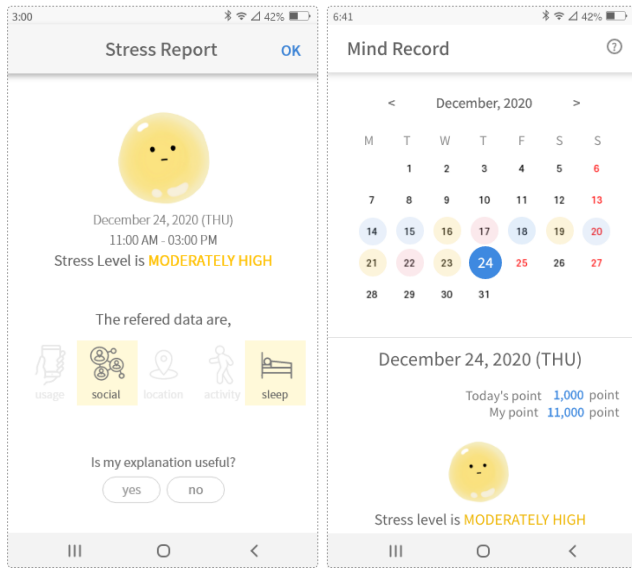 3:00
42%
Stress Report
OK
December 24, 2020 (THU)
11:00 AM - 03:00 PM
Stress Level is MODERATELY HIGH
The refered data are,
usage social location activity sleep
Is my explanation useful?
yes no
6:41
42%
Mind Record
?
< December, 2020 >
M T W T F S S
1 2 3 4 5 6
7 8 9 10 11 12 13
14 15 16 17 18 19 20
21 22 23 24 25 26 27
28 29 30 31
December 24, 2020 (THU)
Today's point 1,000 point
My point 11,000 point
Stress level is MODERATELY HIGH